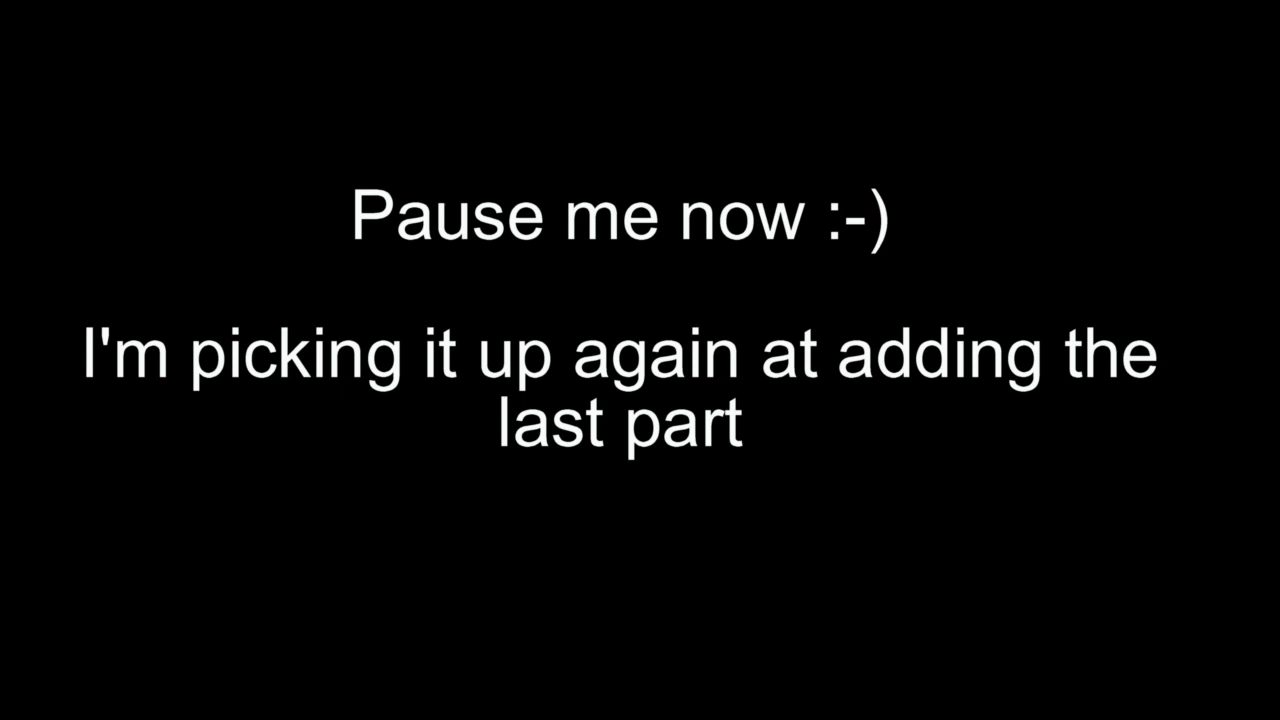 Pause me now :-)
I'm picking it up again at adding the
last part